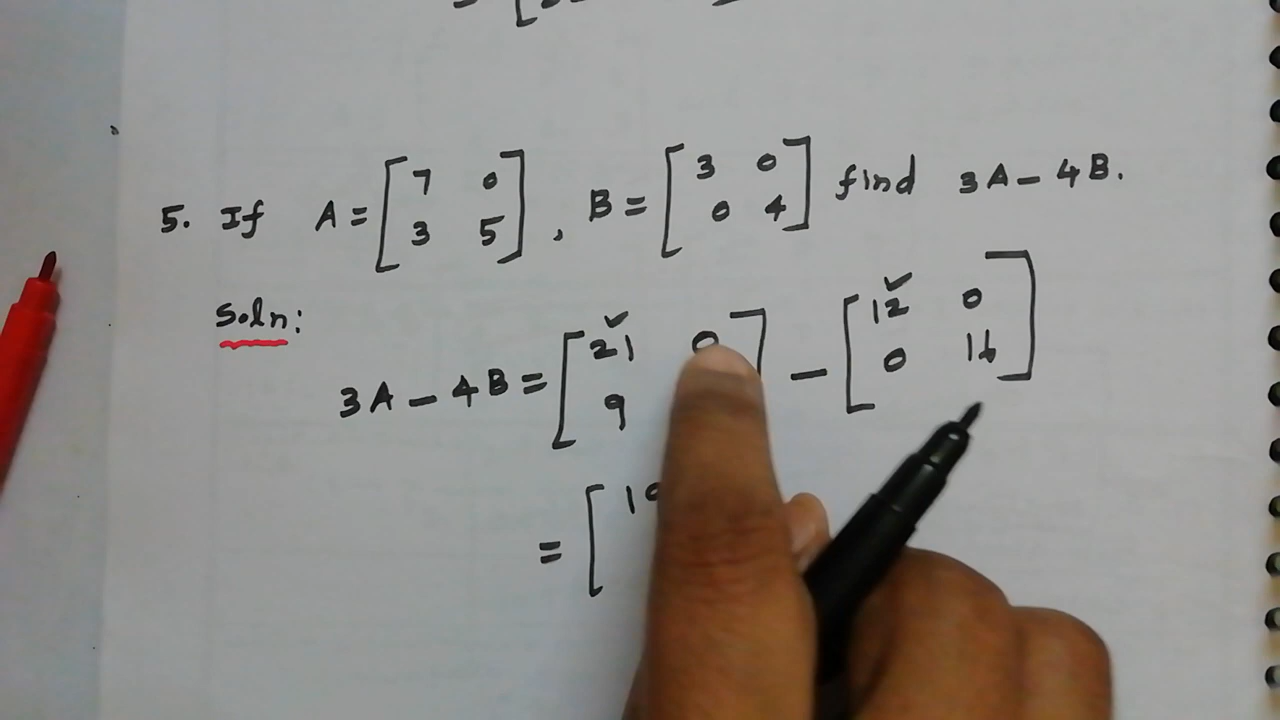 5. If A = [7 0 3 5], B = [3 0 0 4] find 3A - 4B.
Soln:
3A - 4B = [21 0 9] - [12 0 0 16]
= [